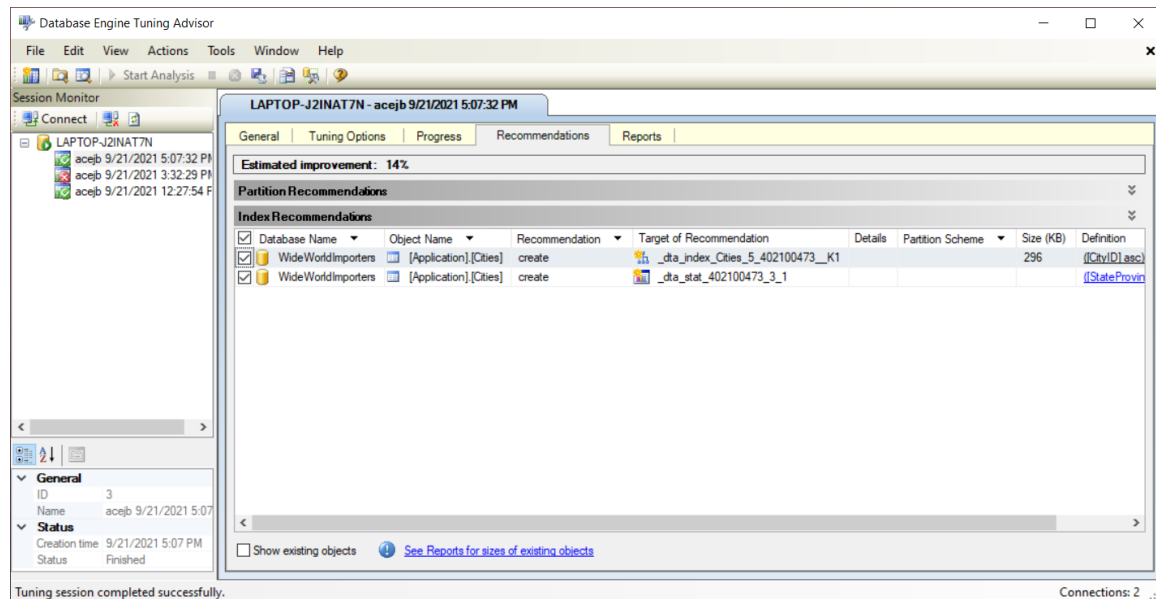 Database Engine Tuning Advisor
File Edit View Actions Tools Window Help
Start Analysis
Session Monitor
Connect
LAPTOP-J2INAT7N
acejb 9/21/2021 5:07:32 PM
acejb 9/21/2021 3:32:29 PM
acejb 9/21/2021 12:27:54 P
General
ID 3
Name acejb 9/21/2021 5:07
Status
Creation time 9/21/2021 5:07 PM
Status Finished
LAPTOP-J2INAT7N - acejb 9/21/2021 5:07:32 PM
General Tuning Options Progress Recommendations Reports
Estimated improvement: 14%
Partition Recommendations
Index Recommendations
Database Name Object Name Recommendation Target of Recommendation Details Partition Scheme Size (KB) Definition
WideWorldImporters [Application].[Cities] create _dta_index_Cities_5_402100473__K1 296 ([CityID] asc)
WideWorldImporters [Application].[Cities] create _dta_stat_402100473_3_1 ([StateProvin
Show existing objects See Reports for sizes of existing objects
Tuning session completed successfully. Connections: 2